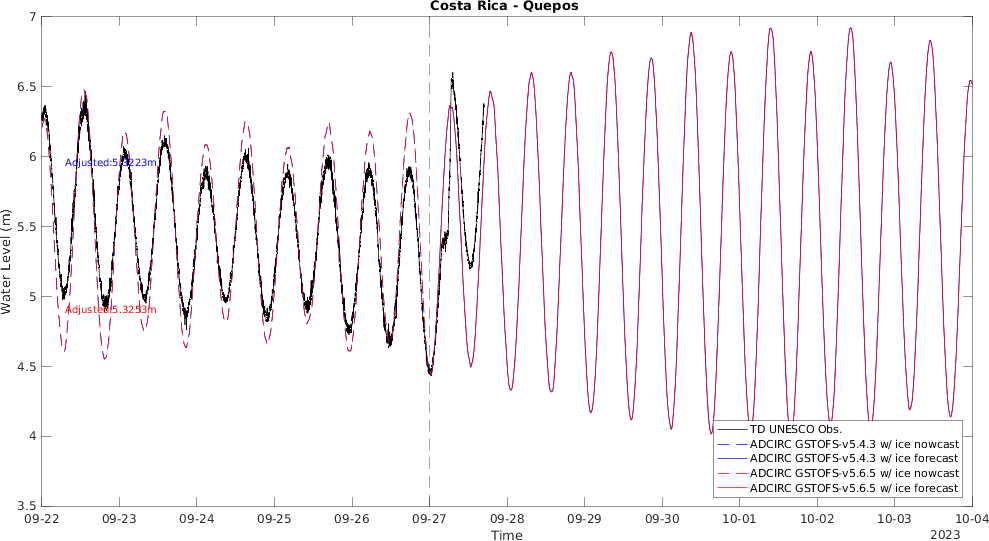 Costa Rica - Quepos
7
6.5
6
5.5
5
4.5
4
3.5
Water Level (m)
Adjusted:5.3223m
Adjusted:5.3253m
TD UNESCO Obs.
ADCIRC GSTOFS-v5.4.3 w/ ice nowcast
ADCIRC GSTOFS-v5.4.3 w/ ice forecast
ADCIRC GSTOFS-v5.6.5 w/ ice nowcast
ADCIRC GSTOFS-v5.6.5 w/ ice forecast
09-22 09-23 09-24 09-25 09-26 09-27 09-28 09-29 09-30 10-01 10-02 10-03 10-04
Time
2023